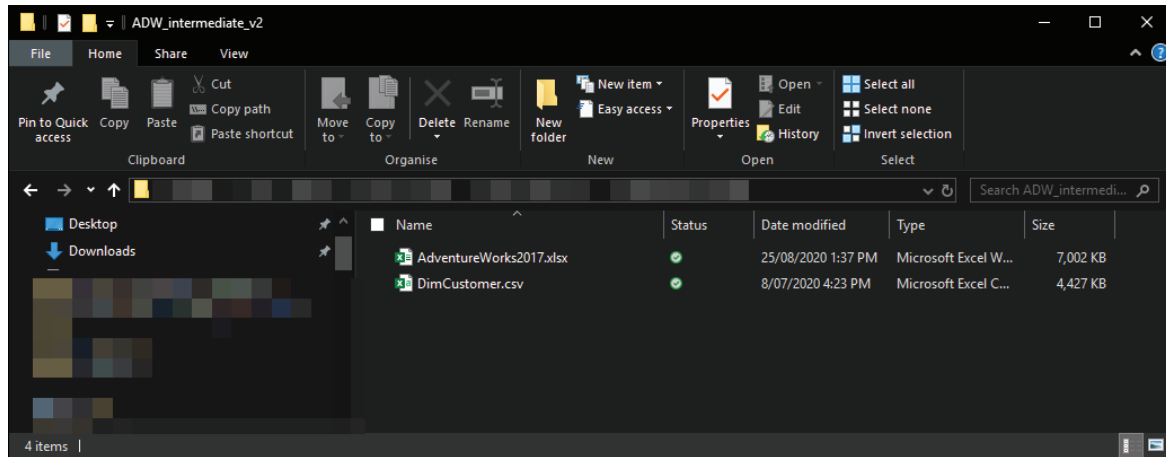 ADW_intermediate_v2
File Home Share View
Pin to Quick access
Copy
Paste
Cut
Copy path
Paste shortcut
Move to
Copy to
Delete
Rename
New folder
New item
Easy access
Properties
Open
Edit
History
Select all
Select none
Invert selection
Clipboard Organise New Open Select
Search ADW_intermedi...
Desktop
Downloads
Name Status Date modified Type Size
AdventureWorks2017.xlsx 25/08/2020 1:37 PM Microsoft Excel W... 7,002 KB
DimCustomer.csv 8/07/2020 4:23 PM Microsoft Excel C... 4,427 KB
4 items